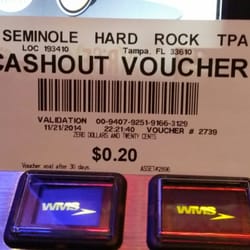 SEMINOLE HARD ROCK TPA
LOC 193410 Tampa, FL 33610
CASHOUT VOUCHER
VALIDATION 00-9407-9251-9166-3129
11/21/2014 22:21:40 VOUCHER # 2739
ZERO DOLLARS AND TWENTY CENTS
$0.20
Voucher void after 30 days. ASSET#2896
WMS WMS